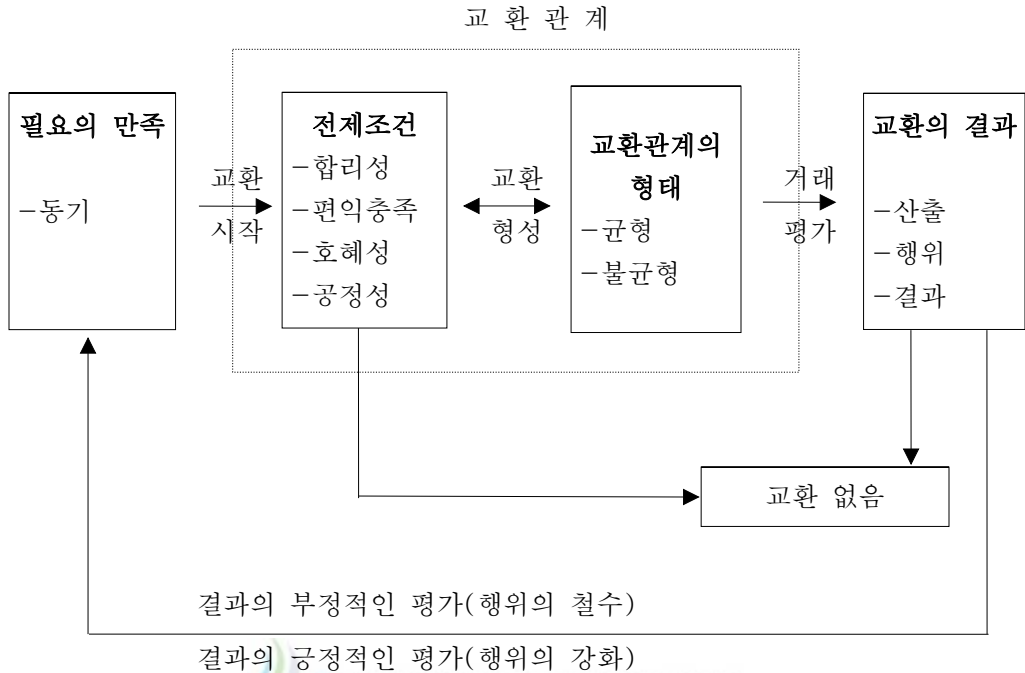 교 환 관 계
필요의 만족
-동기
교환
시작
전제조건
-합리성
-편익충족
-호혜성
-공정성
교환
형성
교환관계의
형태
-균형
-불균형
거래
평가
교환의 결과
-산출
-행위
-결과
교환 없음
결과의 부정적인 평가(행위의 철수)
결과의 긍정적인 평가(행위의 강화)